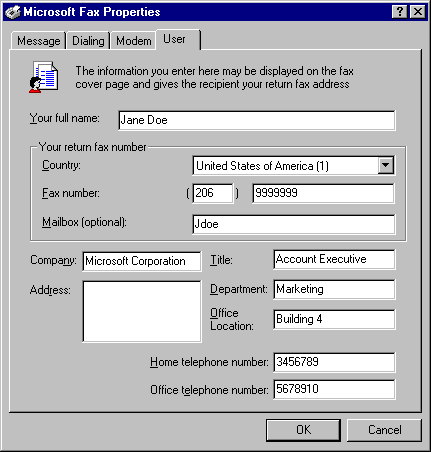 Microsoft Fax Properties
Message Dialing Modem User
The information you enter here may be displayed on the fax
cover page and gives the recipient your return fax address
Your full name: Jane Doe
Your return fax number
Country: United States of America (1)
Fax number: ( 206 ) 9999999
Mailbox (optional): Jdoe
Company: Microsoft Corporation Title: Account Executive
Address: Department: Marketing
Office
Location: Building 4
Home telephone number: 3456789
Office telephone number: 5678910
OK Cancel